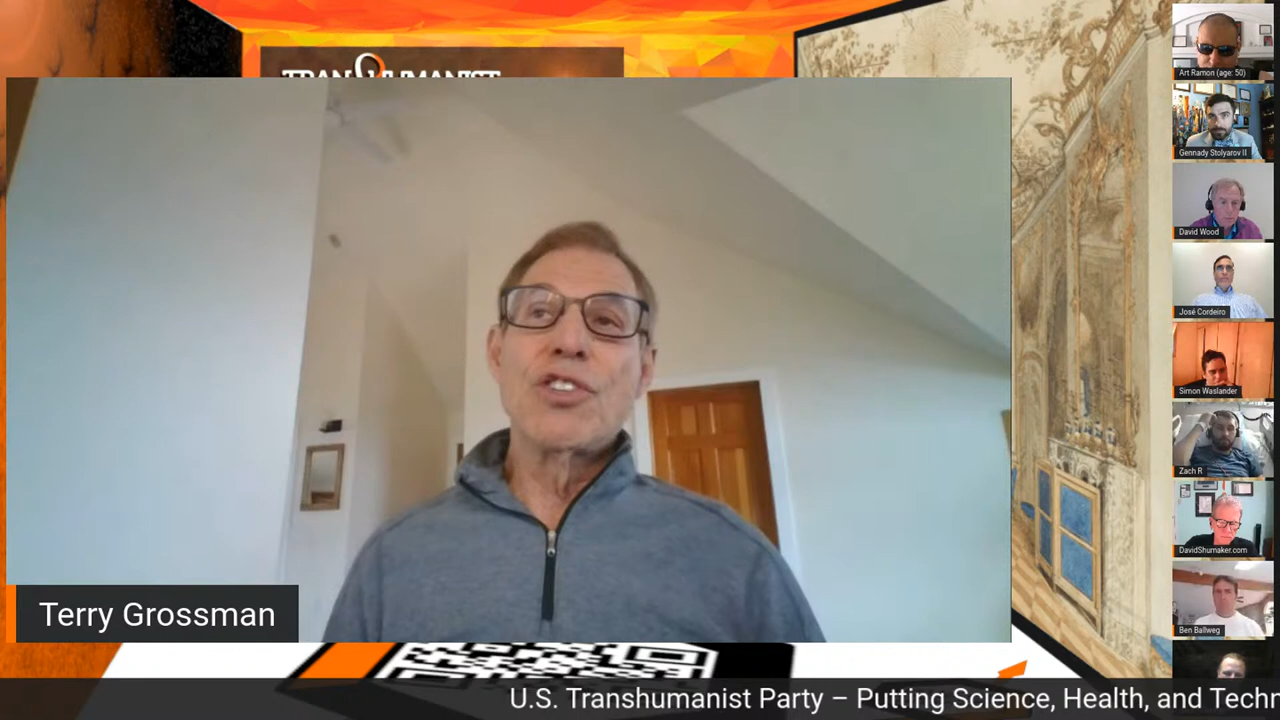 TRANSHUMANIST
Terry Grossman
U.S. Transhumanist Party – Putting Science, Health, and Techn
Art Ramon (age: 50)
Gennady Stolyarov II
David Wood
José Cordeiro
Simon Waslander
Zach R
DavidShumaker.com
Ben Ballweg